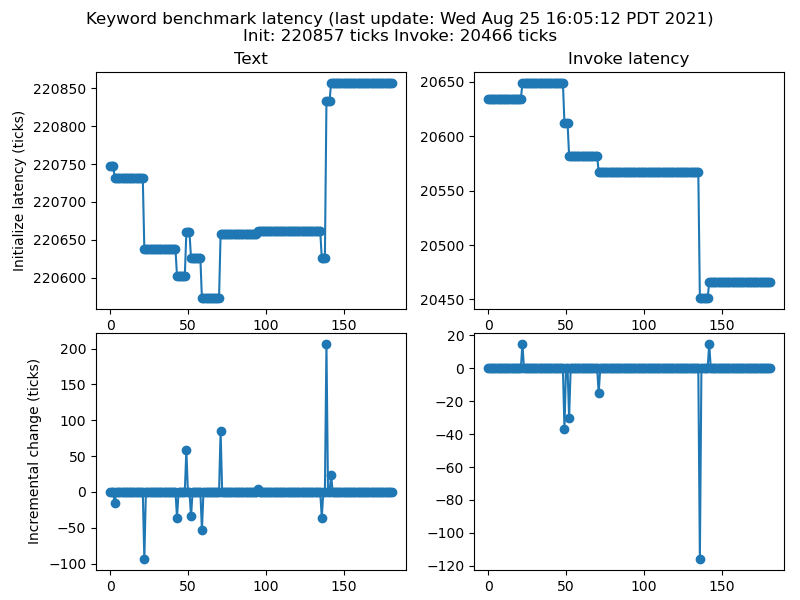 Keyword benchmark latency (last update: Wed Aug 25 16:05:12 PDT 2021)
Init: 220857 ticks Invoke: 20466 ticks
Text
Initialize latency (ticks)
220850
220800
220750
220700
220650
220600
0 50 100 150
Invoke latency
20650
20600
20550
20500
20450
0 50 100 150
Incremental change (ticks)
200
150
100
50
0
−50
−100
0 50 100 150
20
0
−20
−40
−60
−80
−100
−120
0 50 100 150